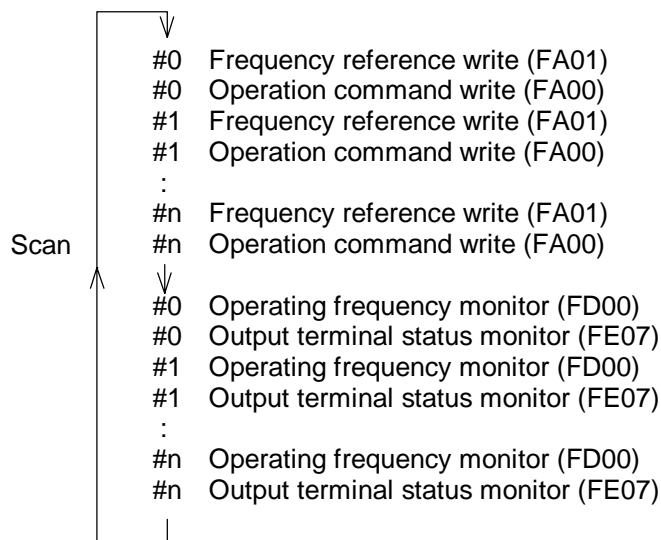 #0 Frequency reference write (FA01)
#0 Operation command write (FA00)
#1 Frequency reference write (FA01)
#1 Operation command write (FA00)
:
#n Frequency reference write (FA01)
Scan
#n Operation command write (FA00)
#0 Operating frequency monitor (FD00)
#0 Output terminal status monitor (FE07)
#1 Operating frequency monitor (FD00)
#1 Output terminal status monitor (FE07)
:
#n Operating frequency monitor (FD00)
#n Output terminal status monitor (FE07)